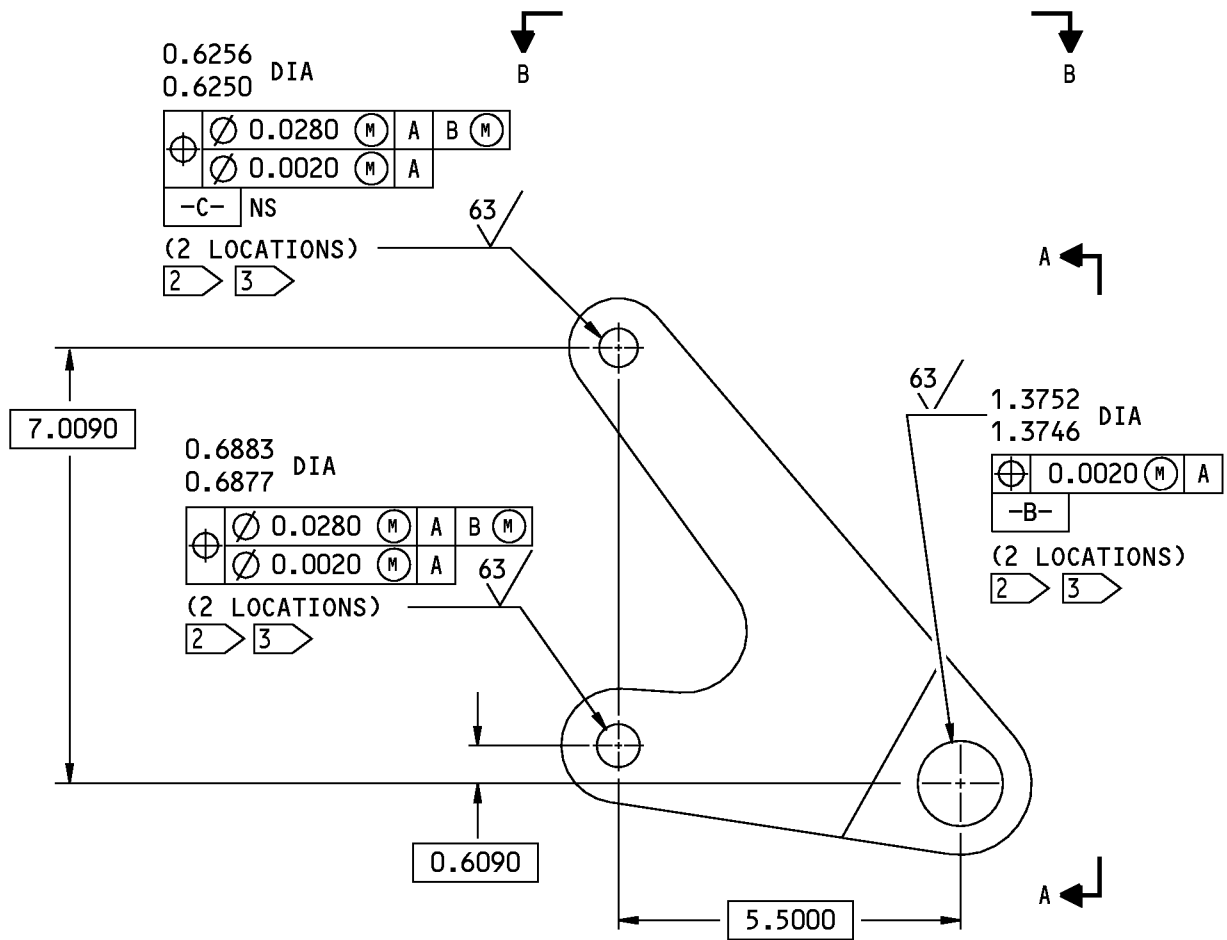 B
B
0.6256
0.6250 DIA
⌀ 0.0280 Ⓜ A B Ⓜ
⌀ 0.0020 Ⓜ A
-C- NS
(2 LOCATIONS)
2 3
63
A
7.0090
0.6883
0.6877 DIA
⌀ 0.0280 Ⓜ A B Ⓜ
⌀ 0.0020 Ⓜ A
(2 LOCATIONS)
2 3
63
63
1.3752
1.3746 DIA
0.0020 Ⓜ A
-B-
(2 LOCATIONS)
2 3
0.6090
A
5.5000